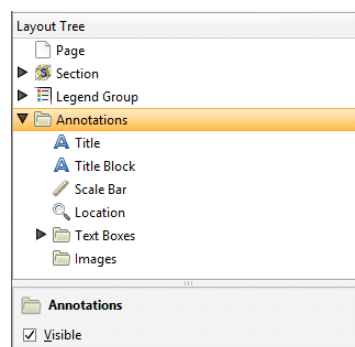 Layout Tree
Page
Section
Legend Group
Annotations
Title
Title Block
Scale Bar
Location
Text Boxes
Images
Annotations
Visible